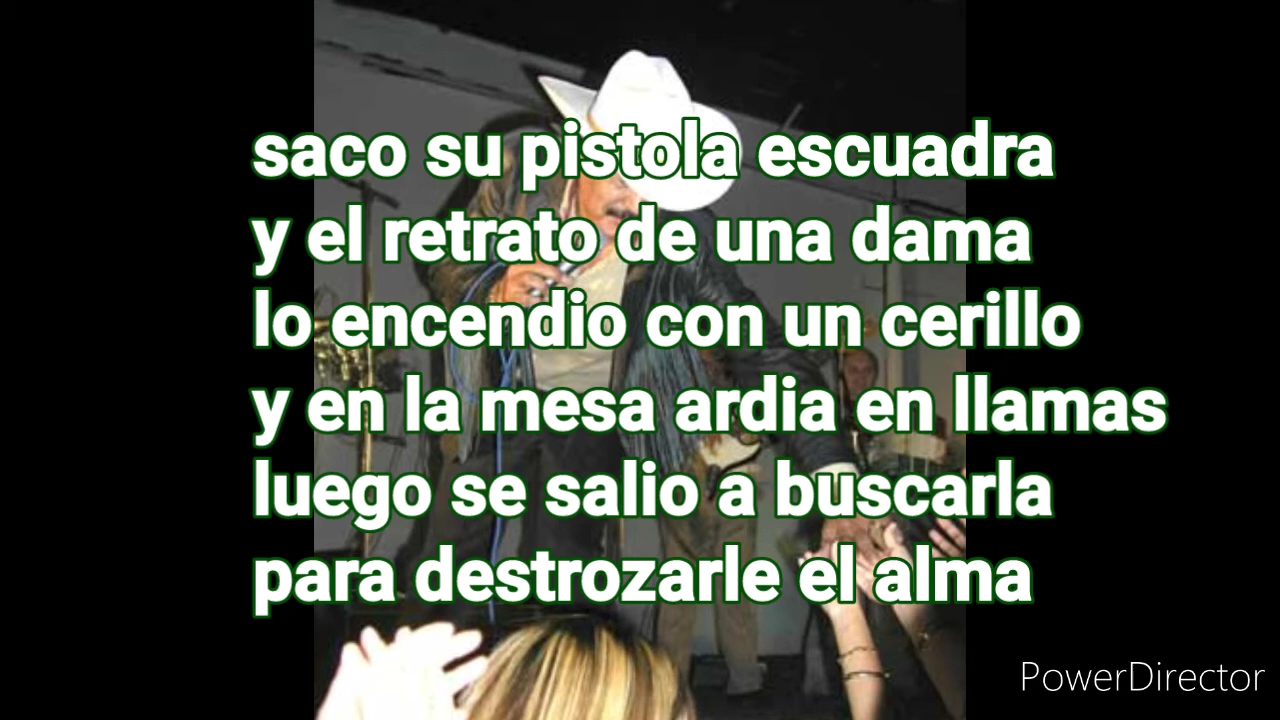 saco su pistola escuadra
y el retrato de una dama
lo encendio con un cerillo
y en la mesa ardia en llamas
luego se salio a buscarla
para destrozarle el alma
PowerDirector